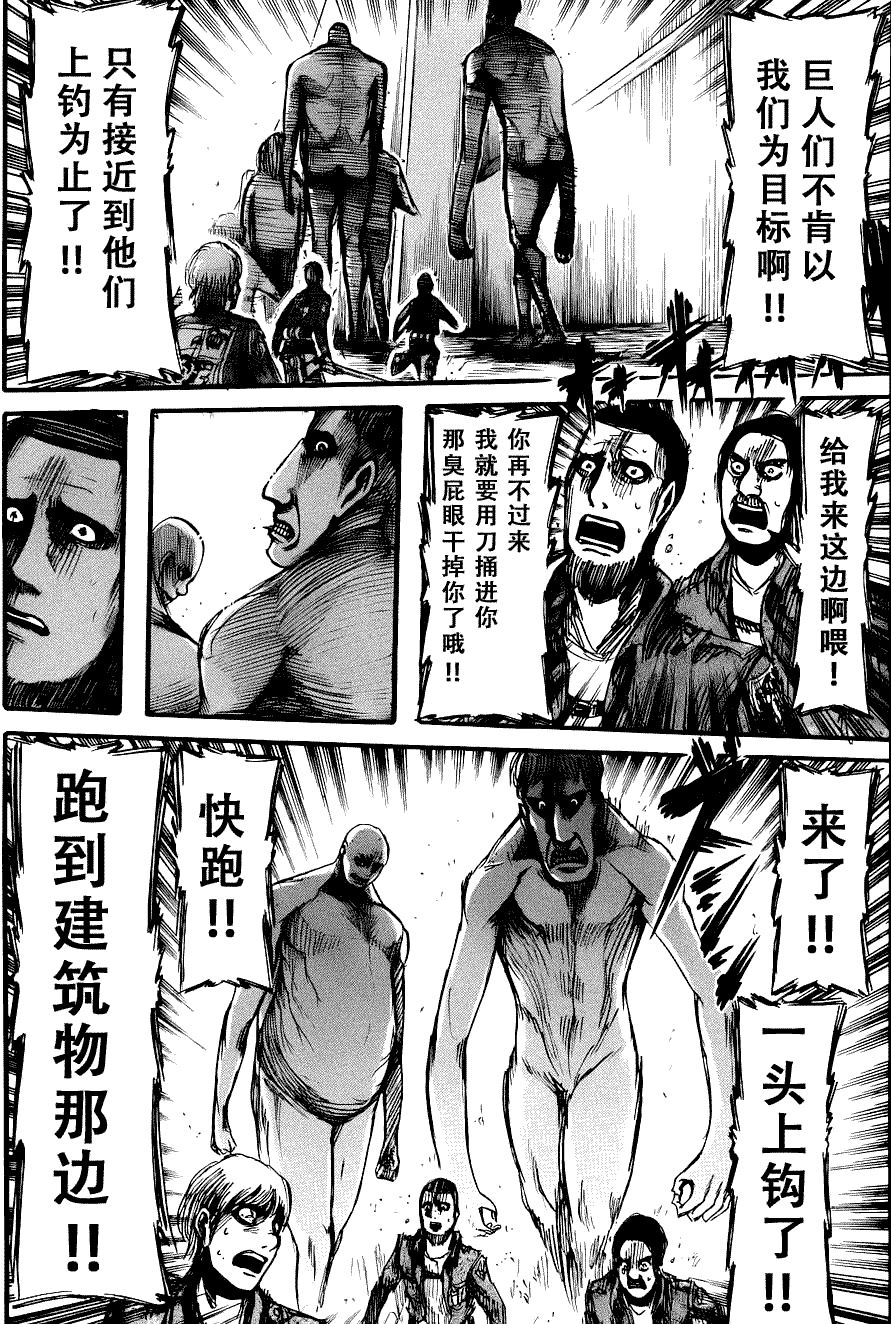 巨人们不肯以
我们为目标啊!!
只有接近到他们
上钓为止了!!
给我来这边啊喂!
你再不过来
我就要用刀捅进你
那臭屁眼干掉你了哦!!
来了!!
一头上钩了!!
快跑!!
跑到建筑物那边!!